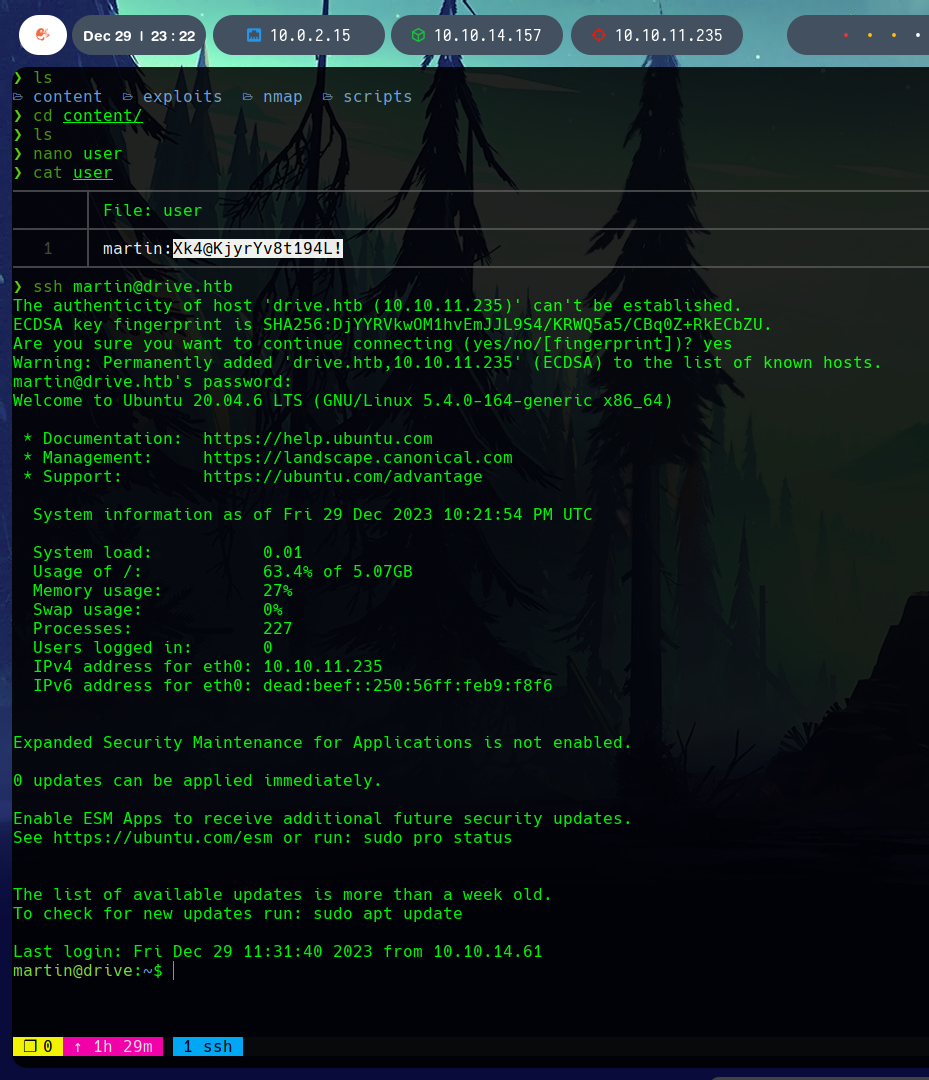 Dec 29 | 23 : 22 10.0.2.15 10.10.14.157 10.10.11.235
❯ ls
content exploits nmap scripts
❯ cd content/
❯ ls
❯ nano user
❯ cat user
File: user
1 martin:Xk4@KjyrYv8t194L!
❯ ssh martin@drive.htb
The authenticity of host 'drive.htb (10.10.11.235)' can't be established.
ECDSA key fingerprint is SHA256:DjYYRVkwOM1hvEmJJL9S4/KRWQ5a5/CBq0Z+RkECbZU.
Are you sure you want to continue connecting (yes/no/[fingerprint])? yes
Warning: Permanently added 'drive.htb,10.10.11.235' (ECDSA) to the list of known hosts.
martin@drive.htb's password:
Welcome to Ubuntu 20.04.6 LTS (GNU/Linux 5.4.0-164-generic x86_64)
* Documentation: https://help.ubuntu.com
* Management: https://landscape.canonical.com
* Support: https://ubuntu.com/advantage
System information as of Fri 29 Dec 2023 10:21:54 PM UTC
System load: 0.01
Usage of /: 63.4% of 5.07GB
Memory usage: 27%
Swap usage: 0%
Processes: 227
Users logged in: 0
IPv4 address for eth0: 10.10.11.235
IPv6 address for eth0: dead:beef::250:56ff:feb9:f8f6
Expanded Security Maintenance for Applications is not enabled.
0 updates can be applied immediately.
Enable ESM Apps to receive additional future security updates.
See https://ubuntu.com/esm or run: sudo pro status
The list of available updates is more than a week old.
To check for new updates run: sudo apt update
Last login: Fri Dec 29 11:31:40 2023 from 10.10.14.61
martin@drive:~$
❐ 0 ↑ 1h 29m 1 ssh